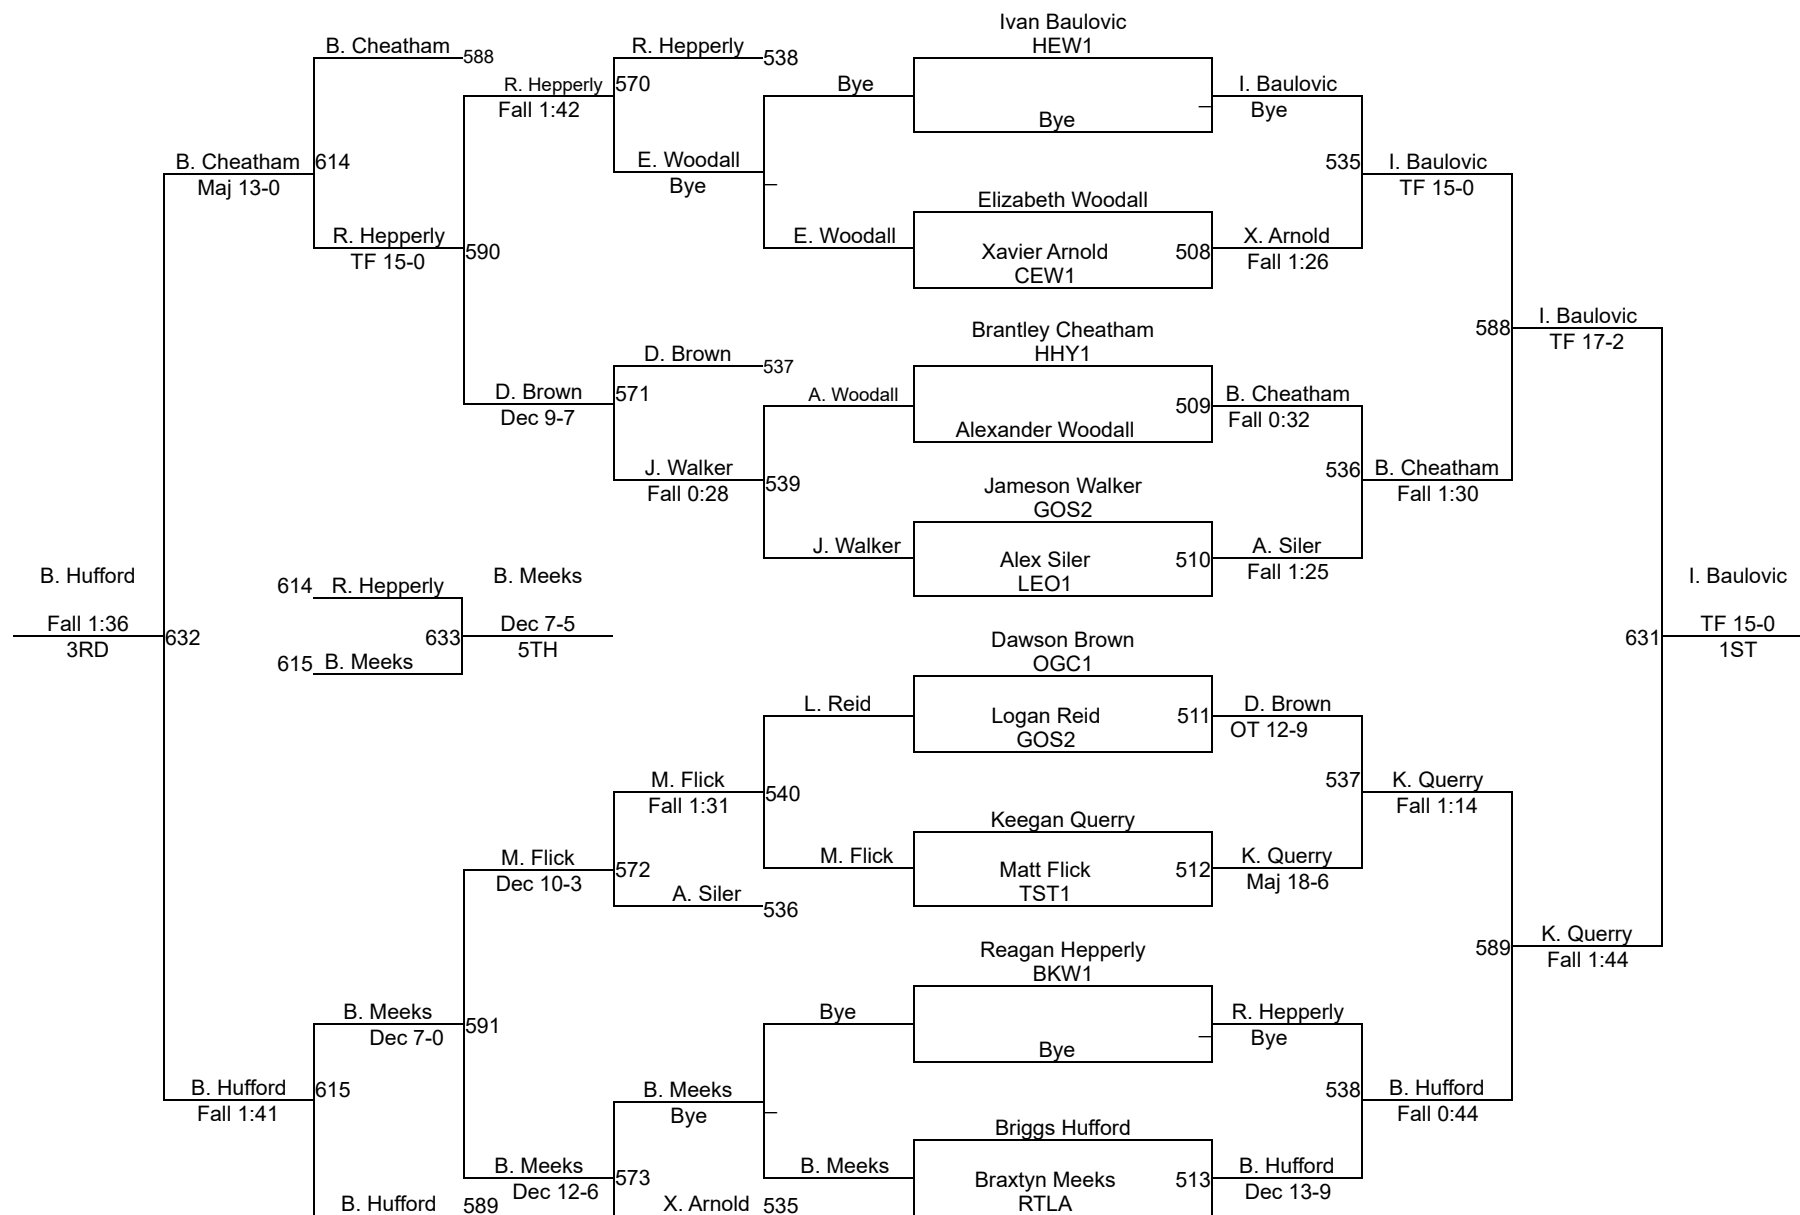 Ivan Baulovic
B. Cheatham 588 R. Hepperly 538 HEW1
R. Hepperly 570 Bye I. Baulovic
Fall 1:42 Bye
Bye
B. Cheatham 614 E. Woodall 535 I. Baulovic
Maj 13-0 Bye TF 15-0
Elizabeth Woodall
R. Hepperly E. Woodall X. Arnold
TF 15-0 590 Xavier Arnold 508 Fall 1:26
CEW1
Brantley Cheatham 588 I. Baulovic
D. Brown 537 HHY1 TF 17-2
D. Brown 571 A. Woodall 509 B. Cheatham
Dec 9-7 Fall 0:32
Alexander Woodall
J. Walker 539 536 B. Cheatham
Fall 0:28 Jameson Walker Fall 1:30
GOS2
J. Walker Alex Siler 510 A. Siler
LEO1 Fall 1:25
B. Hufford 614 R. Hepperly B. Meeks I. Baulovic
Fall 1:36 632 633 Dec 7-5 631 TF 15-0
3RD 5TH 1ST
615 B. Meeks
Dawson Brown
OGC1
L. Reid Logan Reid 511 D. Brown
GOS2 OT 12-9
M. Flick 540 537 K. Querry
Fall 1:31 Fall 1:14
Keegan Querry
M. Flick 572 M. Flick Matt Flick 512 K. Querry
Dec 10-3 TST1 Maj 18-6
A. Siler 536
Reagan Hepperly 589 K. Querry
BKW1 Fall 1:44
B. Meeks 591 Bye R. Hepperly
Dec 7-0 Bye Bye
B. Hufford 615 B. Meeks 538 B. Hufford
Fall 1:41 Bye Fall 0:44
Briggs Hufford
B. Meeks 573 B. Meeks Braxtyn Meeks 513 B. Hufford
Dec 12-6 Dec 13-9
B. Hufford 589 X. Arnold 535 RTLA